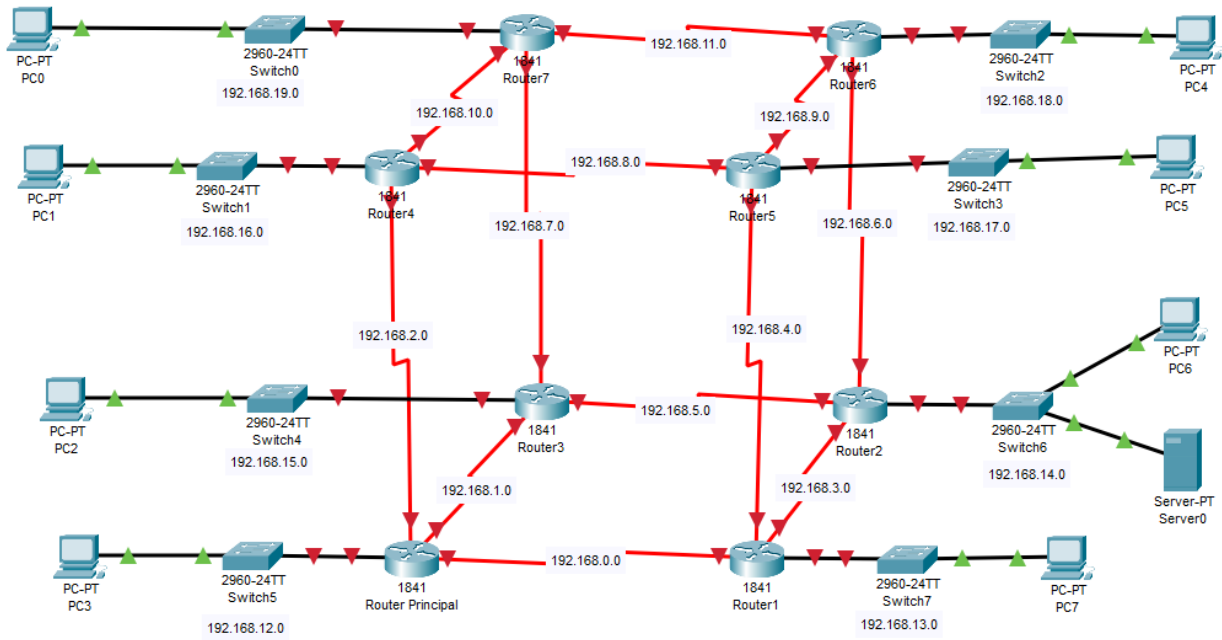 2960-24TT
Switch0
192.168.19.0
PC-PT
PC0
1841
Router7
192.168.11.0
1841
Router6
2960-24TT
Switch2
192.168.18.0
PC-PT
PC4
192.168.10.0
192.168.9.0
PC-PT
PC1
2960-24TT
Switch1
192.168.16.0
1841
Router4
192.168.8.0
1841
Router5
2960-24TT
Switch3
192.168.17.0
PC-PT
PC5
192.168.7.0
192.168.6.0
192.168.2.0
192.168.4.0
PC-PT
PC6
PC-PT
PC2
2960-24TT
Switch4
192.168.15.0
1841
Router3
192.168.5.0
1841
Router2
2960-24TT
Switch6
192.168.14.0
Server-PT
Server0
192.168.1.0
192.168.3.0
PC-PT
PC3
2960-24TT
Switch5
192.168.12.0
1841
Router Principal
192.168.0.0
1841
Router1
2960-24TT
Switch7
192.168.13.0
PC-PT
PC7